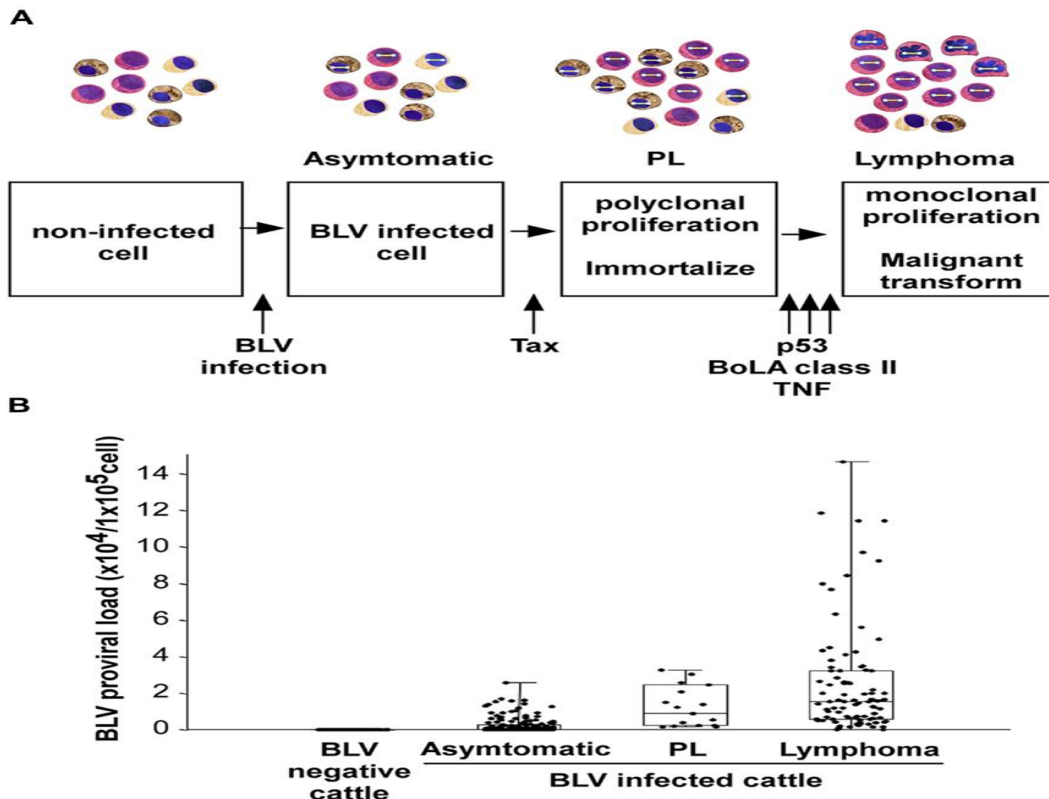 A
Asymtomatic
PL
Lymphoma
non-infected
cell
BLV infected
cell
polyclonal
proliferation
Immortalize
monoclonal
proliferation
Malignant
transform
BLV
infection
Tax
p53
BoLA class II
TNF
B
BLV proviral load (x10⁴/1x10⁵cell)
14
12
10
8
6
4
2
0
BLV
negative
cattle
Asymtomatic
PL
Lymphoma
BLV infected cattle